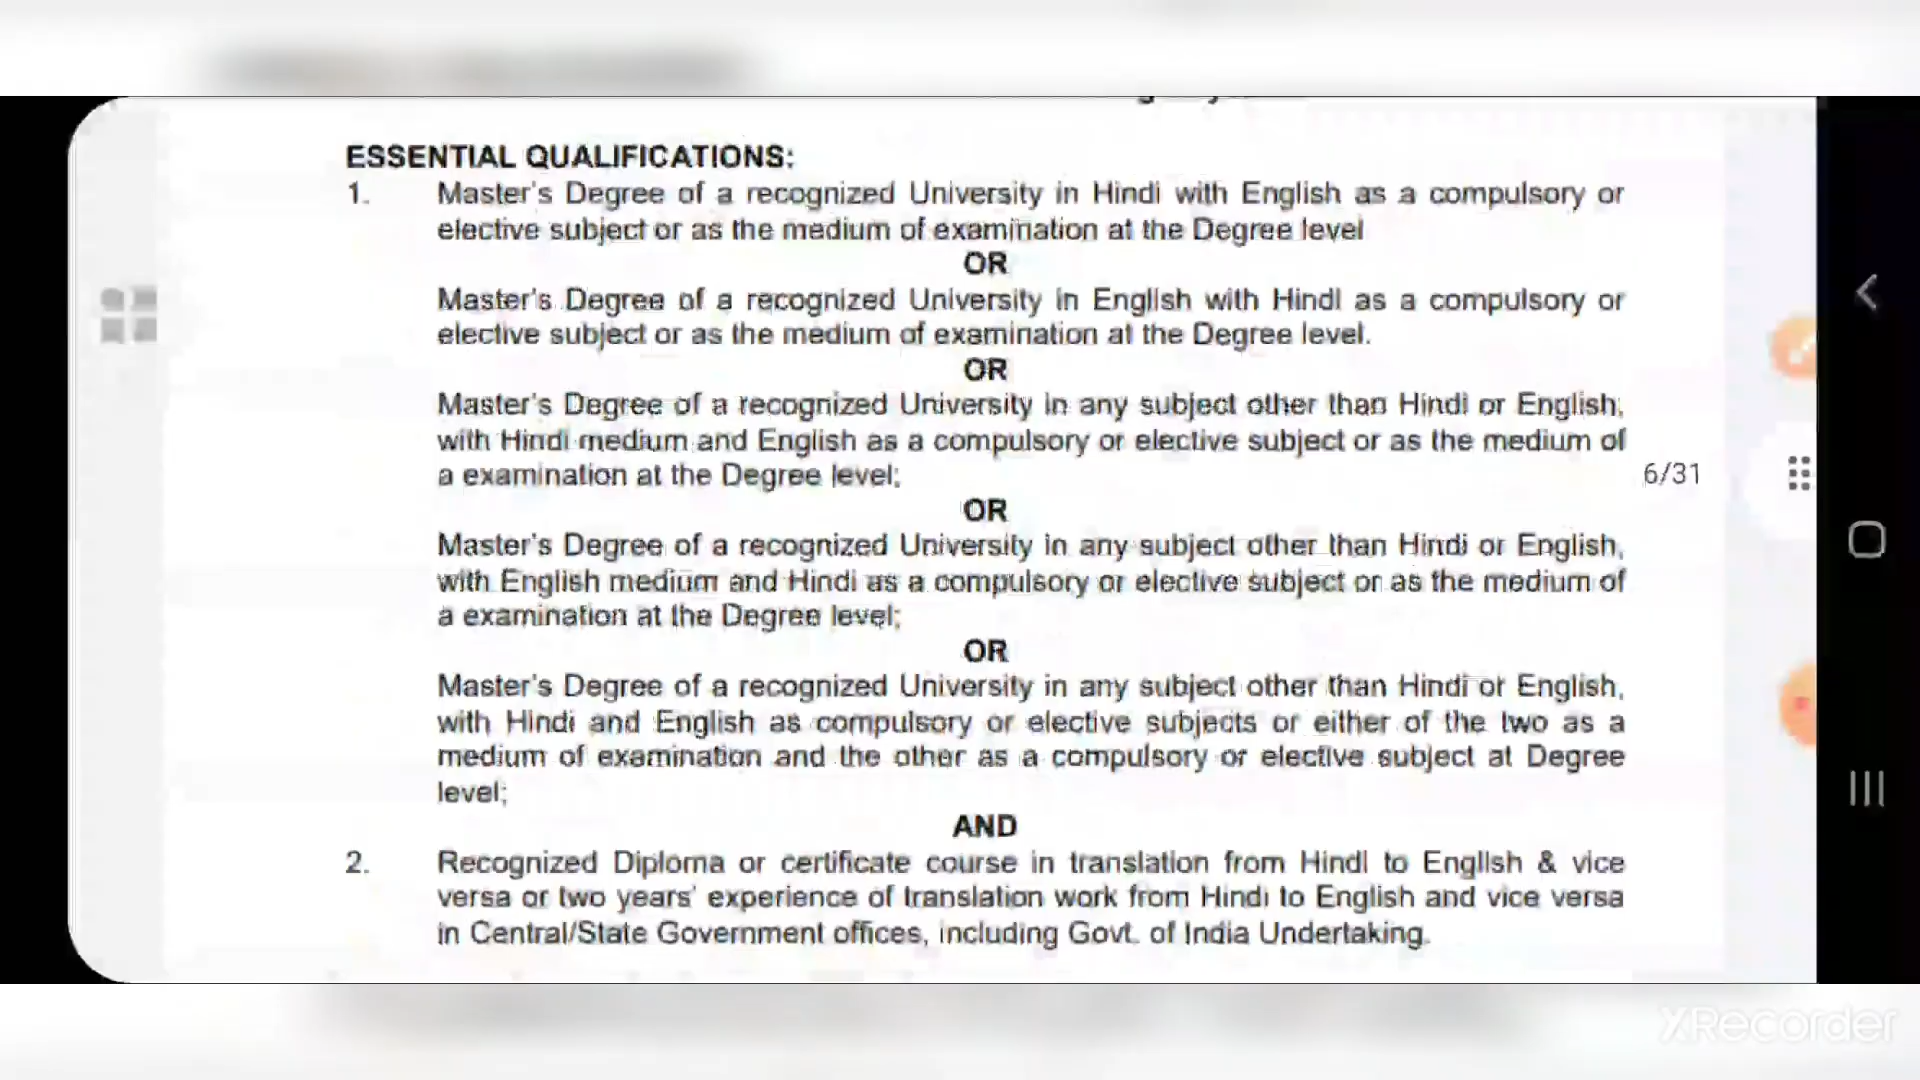 ESSENTIAL QUALIFICATIONS:
1. Master's Degree of a recognized University in Hindi with English as a compulsory or
elective subject or as the medium of examination at the Degree level
OR
Master's Degree of a recognized University in English with Hindi as a compulsory or
elective subject or as the medium of examination at the Degree level.
OR
Master's Degree of a recognized University in any subject other than Hindi or English,
with Hindi medium and English as a compulsory or elective subject or as the medium of
a examination at the Degree level;
6/31
OR
Master's Degree of a recognized University in any subject other than Hindi or English,
with English medium and Hindi as a compulsory or elective subject or as the medium of
a examination at the Degree level;
OR
Master's Degree of a recognized University in any subject other than Hindi or English,
with Hindi and English as compulsory or elective subjects or either of the two as a
medium of examination and the other as a compulsory or elective subject at Degree
level;
AND
2. Recognized Diploma or certificate course in translation from Hindi to English & vice
versa or two years' experience of translation work from Hindi to English and vice versa
in Central/State Government offices, including Govt. of India Undertaking.
XRecorder